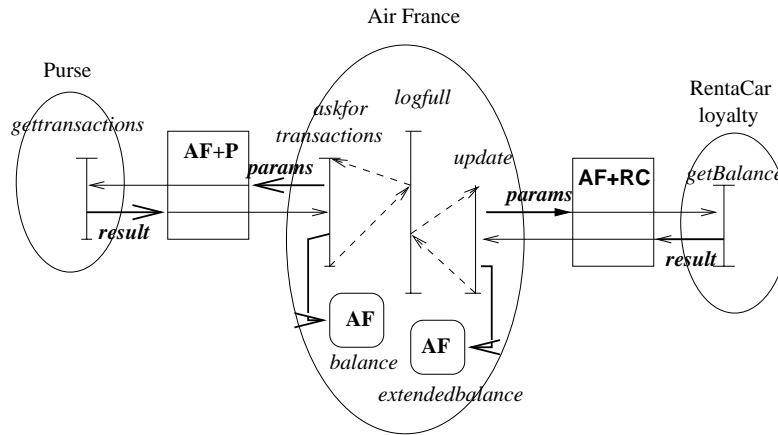 Air France
Purse
RentaCar
loyalty
gettransactions
askfor
transactions
logfull
update
getBalance
AF+P
params
result
params
AF+RC
result
AF
balance
AF
extendedbalance